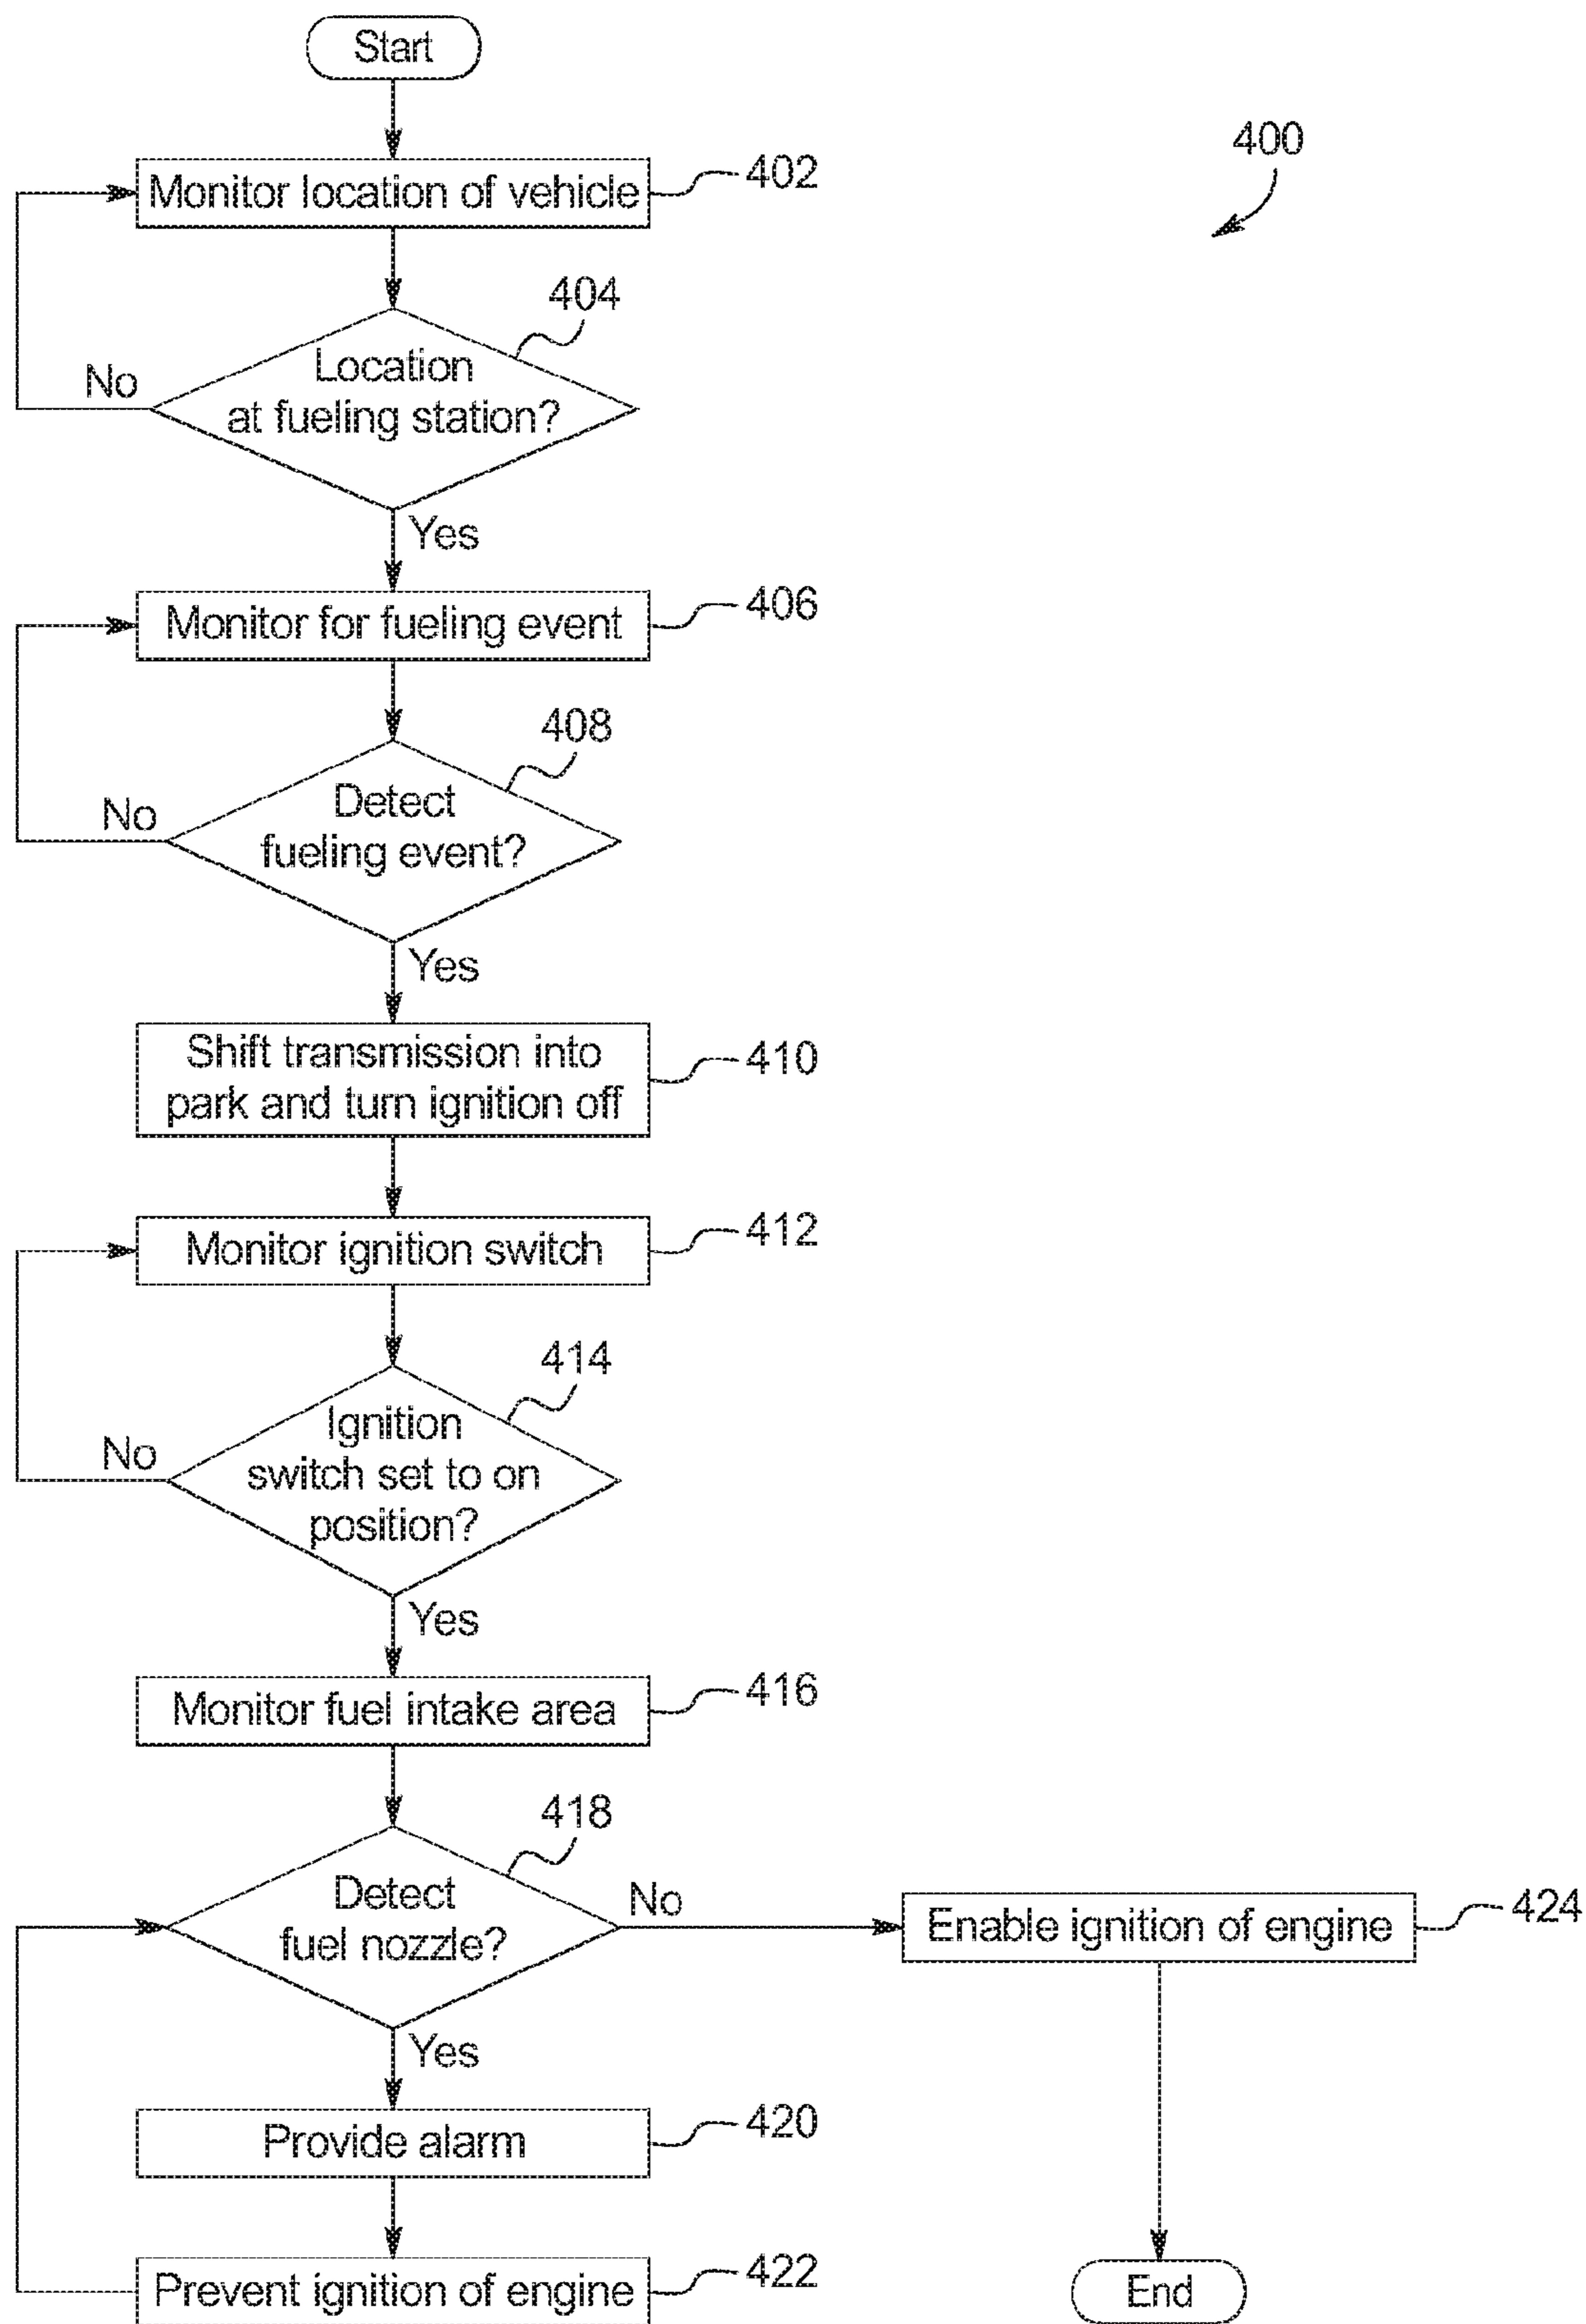 Start
400
Monitor location of vehicle
402
404
Location
at fueling station?
No
Yes
Monitor for fueling event
406
408
Detect
fueling event?
No
Yes
Shift transmission into
park and turn ignition off
410
Monitor ignition switch
412
414
Ignition
switch set to on
position?
No
Yes
Monitor fuel intake area
416
418
Detect
fuel nozzle?
No
Enable ignition of engine
424
Yes
Provide alarm
420
Prevent ignition of engine
422
End